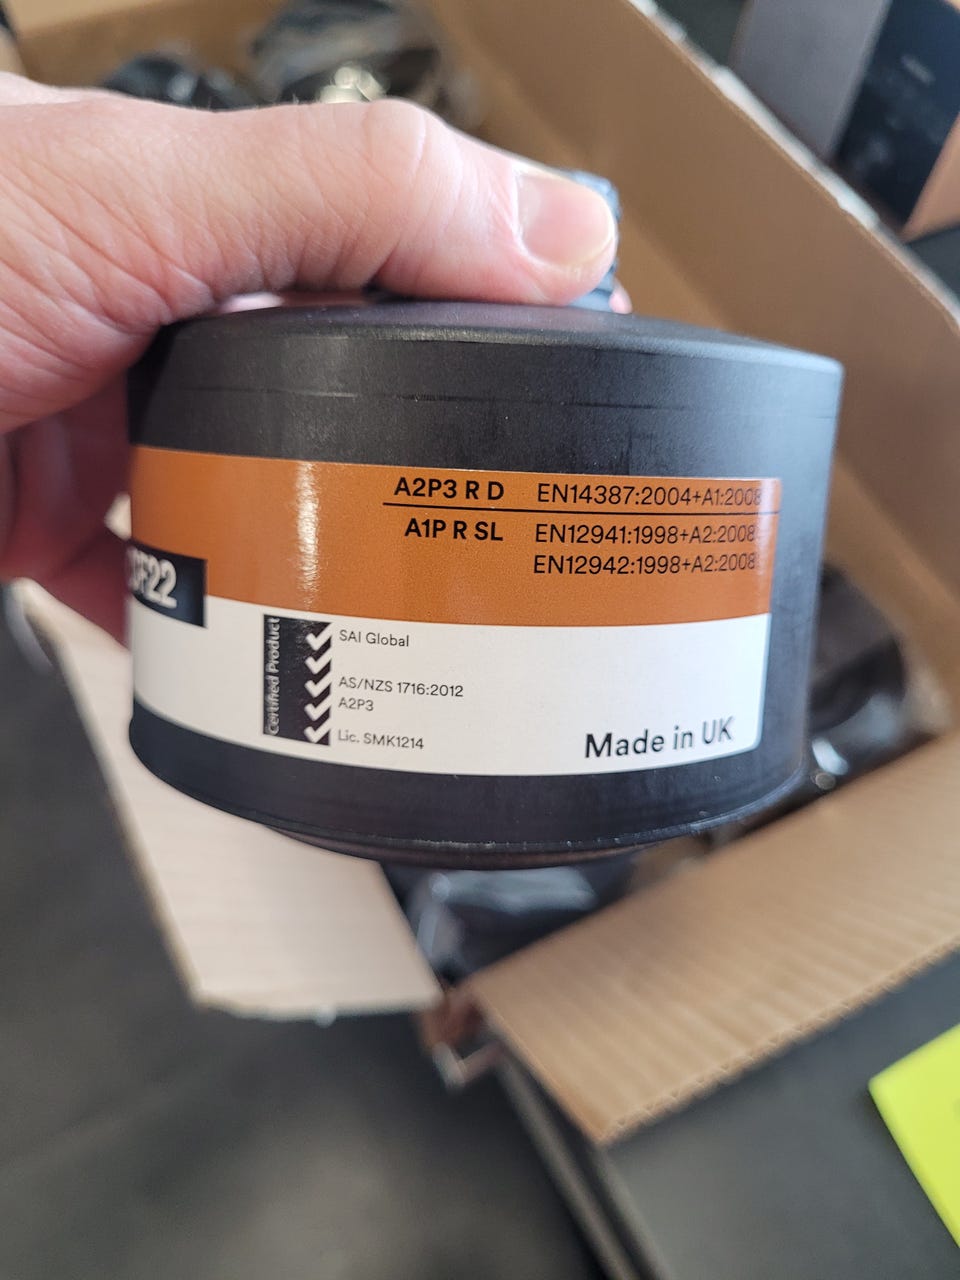 A2P3 R D EN14387:2004+A1:2008
A1P R SL EN12941:1998+A2:2008
EN12942:1998+A2:2008
CF22
Certified Product
SAI Global
AS/NZS 1716:2012
A2P3
Lic. SMK1214
Made in UK